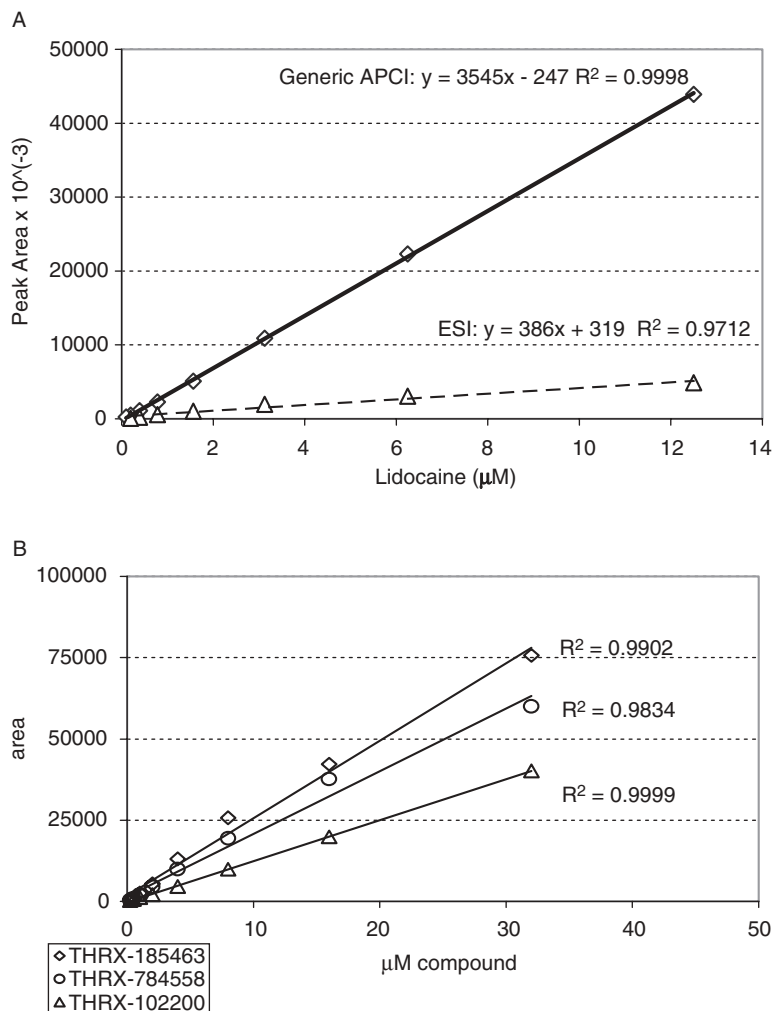 A
50000
40000
30000
20000
10000
0
Peak Area x 10^(-3)
Generic APCI: y = 3545x - 247 R² = 0.9998
ESI: y = 386x + 319 R² = 0.9712
0 2 4 6 8 10 12 14
Lidocaine (μM)
B
100000
75000
50000
25000
0
area
R² = 0.9902
R² = 0.9834
R² = 0.9999
0 10 20 30 40 50
μM compound
THRX-185463
THRX-784558
THRX-102200